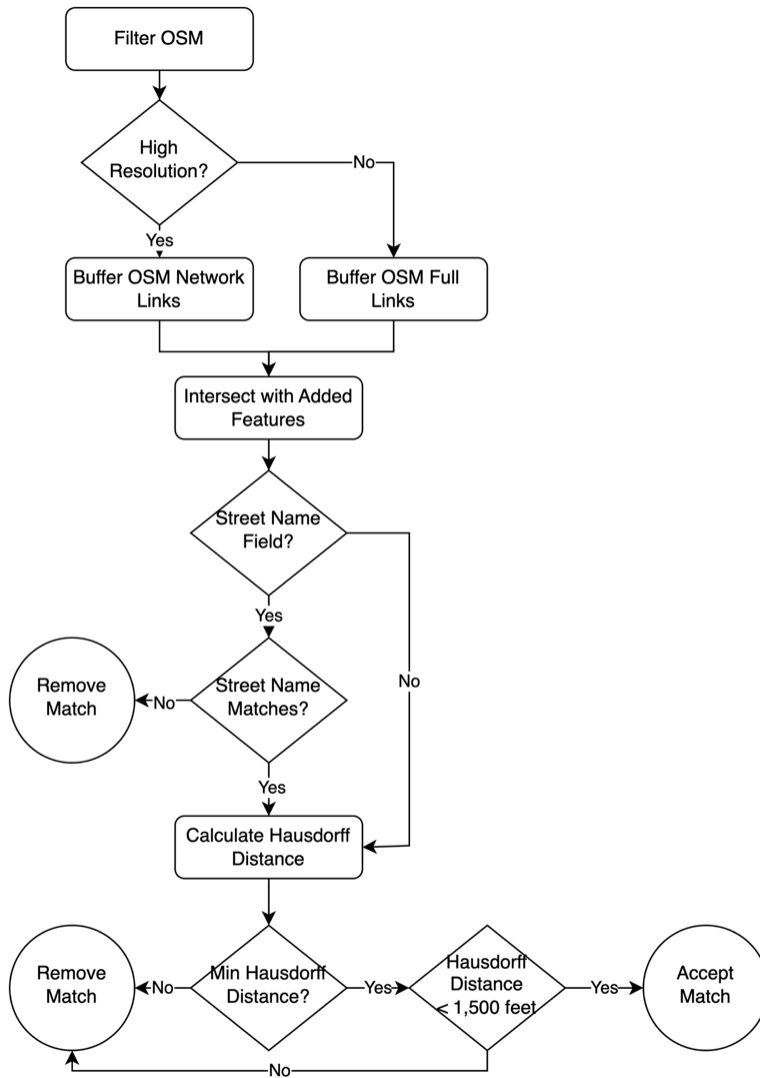 Filter OSM
High
Resolution?
No
Yes
Buffer OSM Network
Links
Buffer OSM Full
Links
Intersect with Added
Features
Street Name
Field?
Yes
No
Remove
Match
No
Street Name
Matches?
Yes
Calculate Hausdorff
Distance
Remove
Match
No
Min Hausdorff
Distance?
Yes
Hausdorff
Distance
< 1,500 feet
Yes
Accept
Match
No